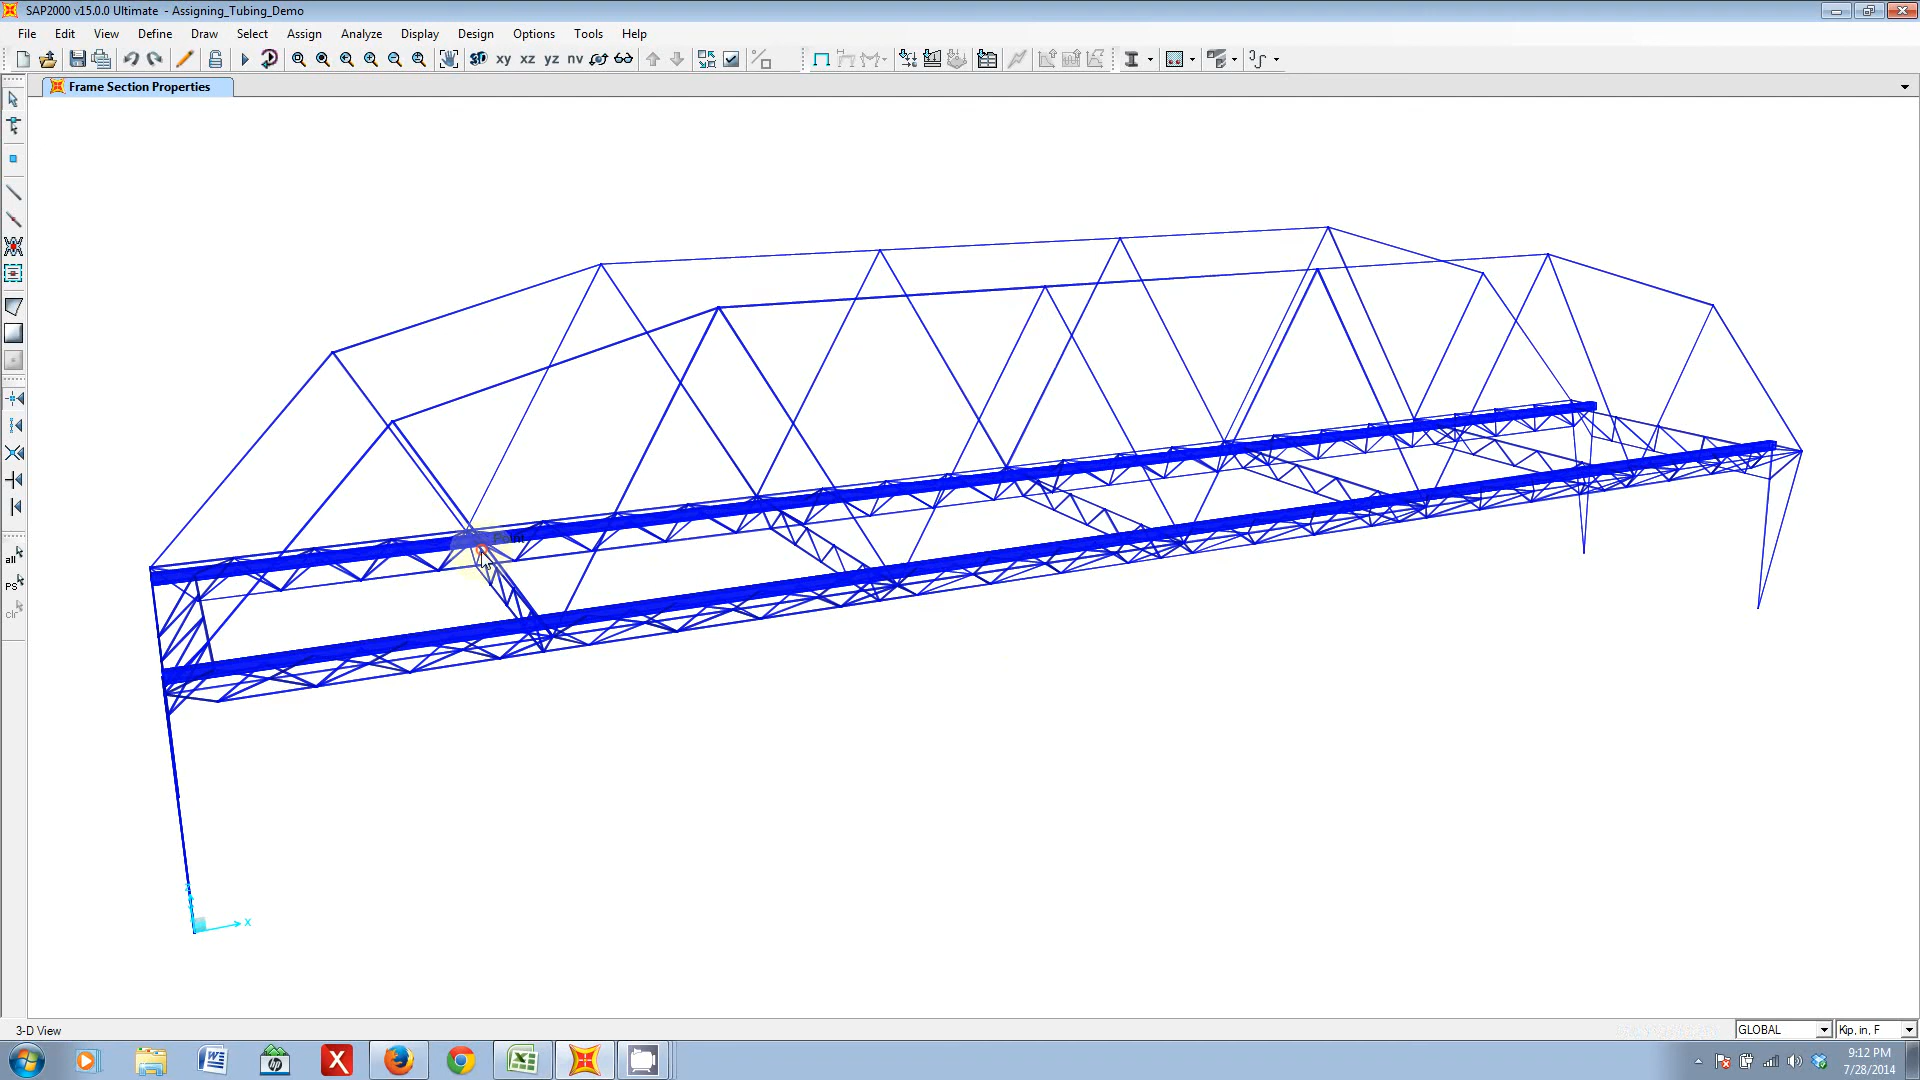 SAP2000 v15.0.0 Ultimate - Assigning_Tubing_Demo
File Edit View Define Draw Select Assign Analyze Display Design Options Tools Help
3D xy xz yz nv
Frame Section Properties
Point
all
PS
clr
Z
X
3-D View
GLOBAL
Kip, in, F
9:12 PM
7/28/2014